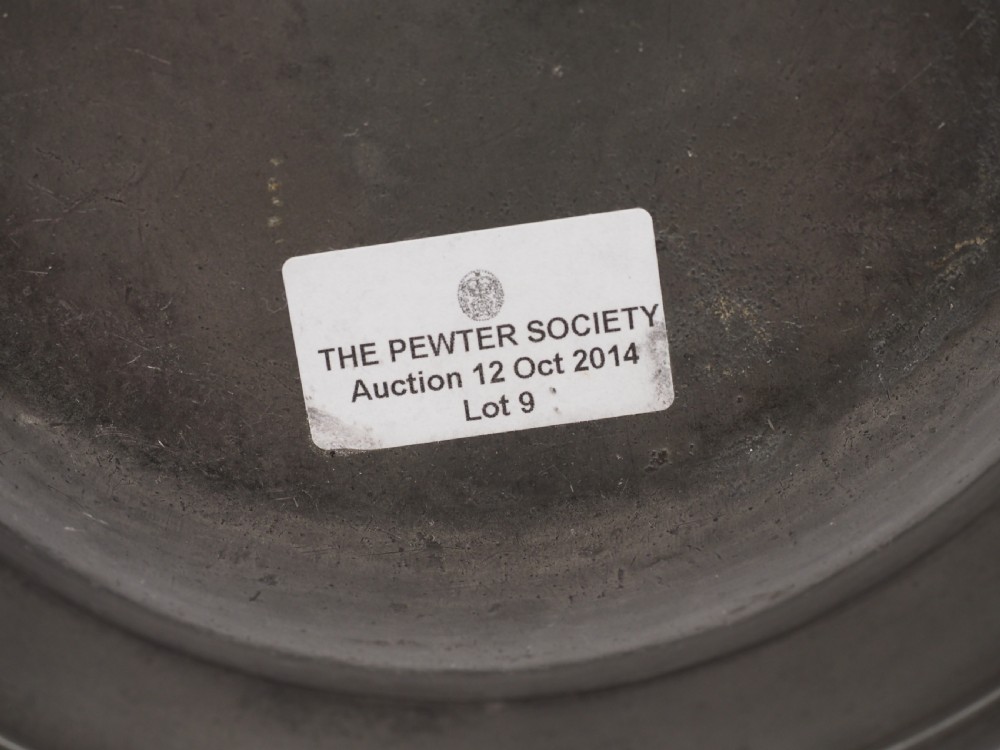 THE PEWTER SOCIETY
Auction 12 Oct 2014
Lot 9